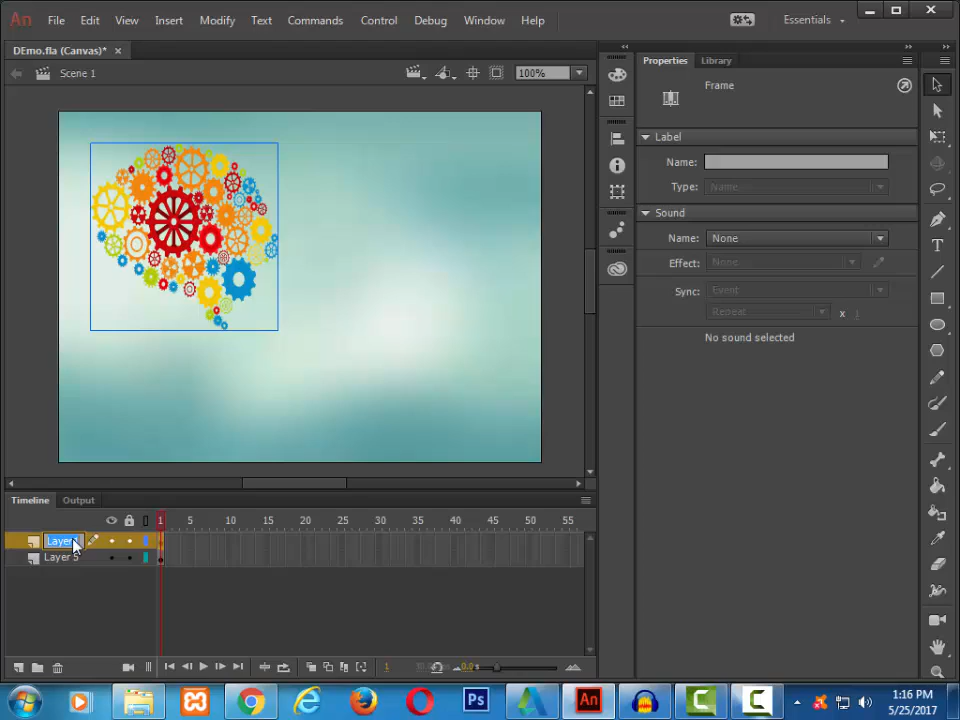 An File Edit View Insert Modify Text Commands Control Debug Window Help Essentials
DEmo.fla (Canvas)* ×
Scene 1 100%
Properties Library
Frame
Label
Name:
Type: Name
Sound
Name: None
Effect: None
Sync: Event
Repeat x 1
No sound selected
Timeline Output
1 5 10 15 20 25 30 35 40 45 50 55
Layer
Layer 5
1 0.0 s
Ps An
1:16 PM
5/25/2017